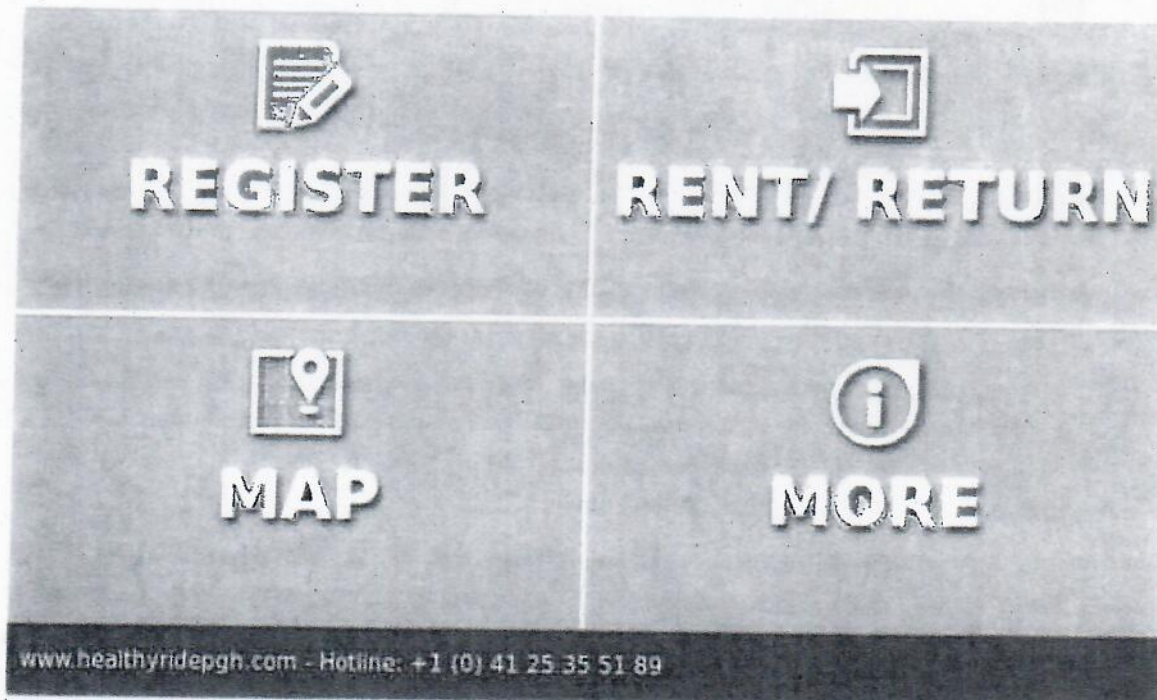 REGISTER
RENT/ RETURN
MAP
MORE
www.healthyridepgh.com - Hotline: +1 (0) 41 25 35 51 89